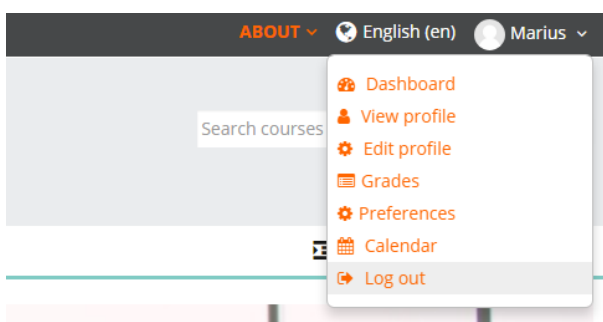 ABOUT English (en) Marius
Dashboard
Search courses
View profile
Edit profile
Grades
Preferences
Calendar
Log out